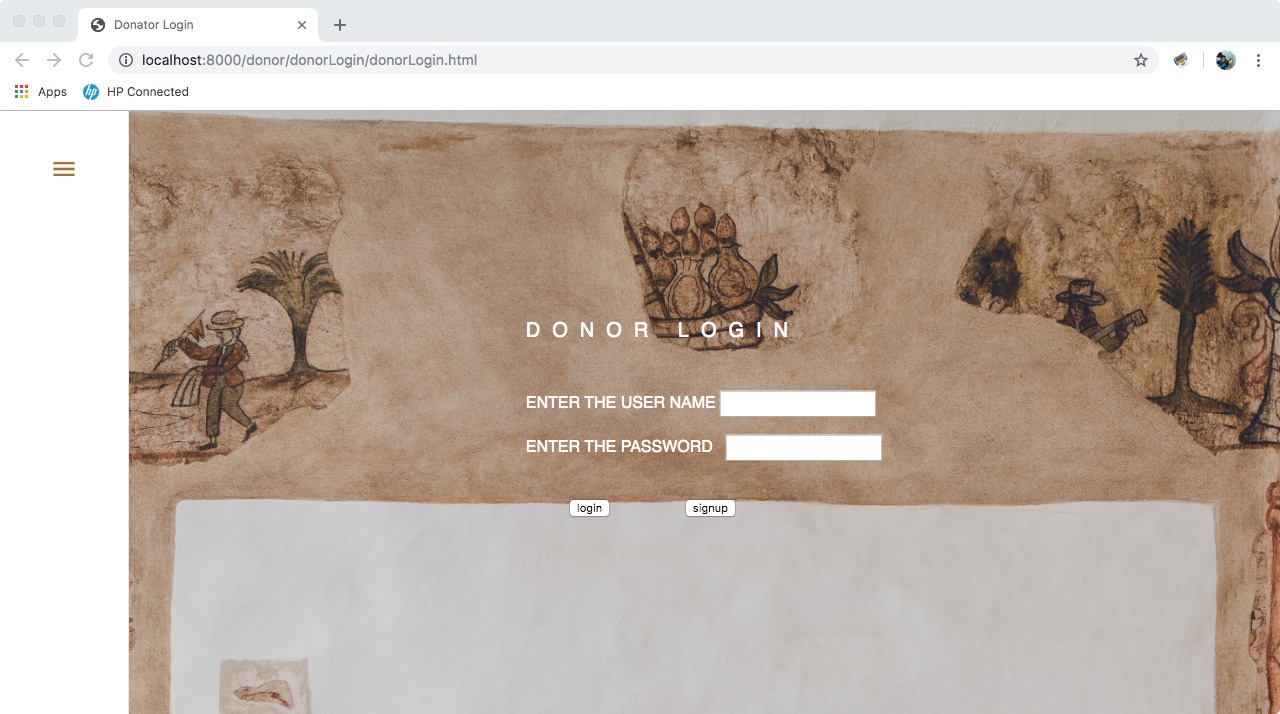 Donator Login
localhost:8000/donor/donorLogin/donorLogin.html
Apps
hp HP Connected
DONOR LOGIN
ENTER THE USER NAME
ENTER THE PASSWORD
login signup